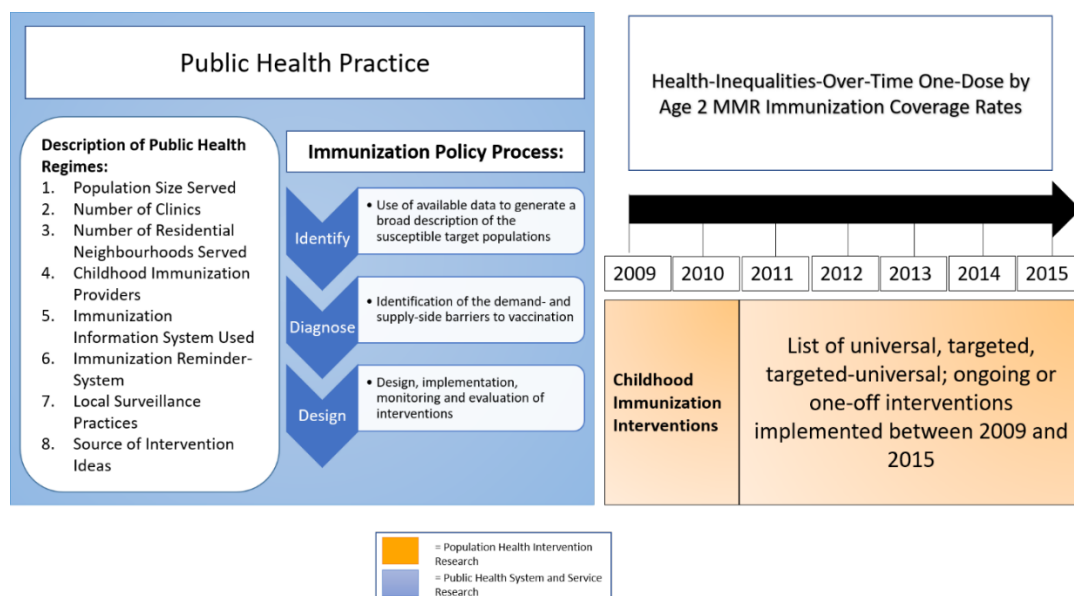 Public Health Practice
Description of Public Health
Regimes:
1. Population Size Served
2. Number of Clinics
3. Number of Residential
Neighbourhoods Served
4. Childhood Immunization
Providers
5. Immunization
Information System Used
6. Immunization Reminder-
System
7. Local Surveillance
Practices
8. Source of Intervention
Ideas
Immunization Policy Process:
Identify
• Use of available data to generate a
broad description of the
susceptible target populations
Diagnose
• Identification of the demand- and
supply-side barriers to vaccination
Design
• Design, implementation,
monitoring and evaluation of
interventions
Health-Inequalities-Over-Time One-Dose by
Age 2 MMR Immunization Coverage Rates
2009 2010 2011 2012 2013 2014 2015
Childhood
Immunization
Interventions
List of universal, targeted,
targeted-universal; ongoing or
one-off interventions
implemented between 2009 and
2015
= Population Health Intervention
Research
= Public Health System and Service
Research